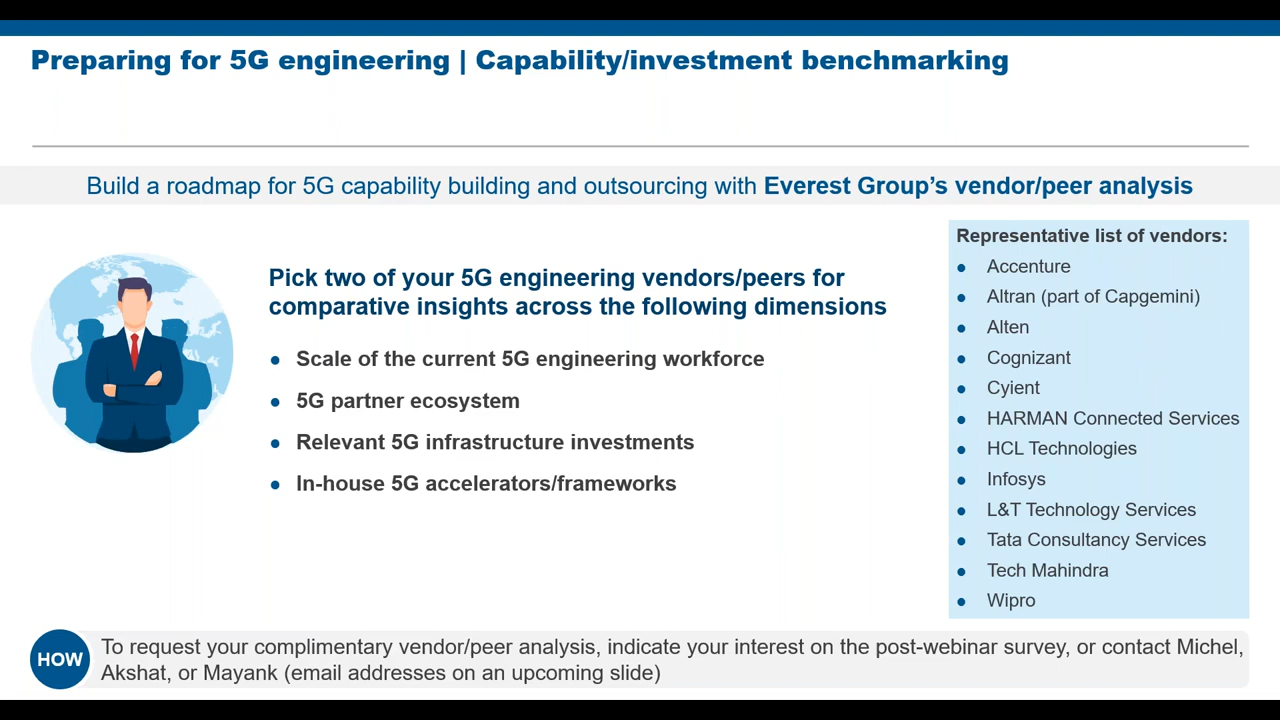 Preparing for 5G engineering | Capability/investment benchmarking
Build a roadmap for 5G capability building and outsourcing with Everest Group’s vendor/peer analysis
Pick two of your 5G engineering vendors/peers for
comparative insights across the following dimensions
● Scale of the current 5G engineering workforce
● 5G partner ecosystem
● Relevant 5G infrastructure investments
● In-house 5G accelerators/frameworks
Representative list of vendors:
● Accenture
● Altran (part of Capgemini)
● Alten
● Cognizant
● Cyient
● HARMAN Connected Services
● HCL Technologies
● Infosys
● L&T Technology Services
● Tata Consultancy Services
● Tech Mahindra
● Wipro
HOW
To request your complimentary vendor/peer analysis, indicate your interest on the post-webinar survey, or contact Michel,
Akshat, or Mayank (email addresses on an upcoming slide)